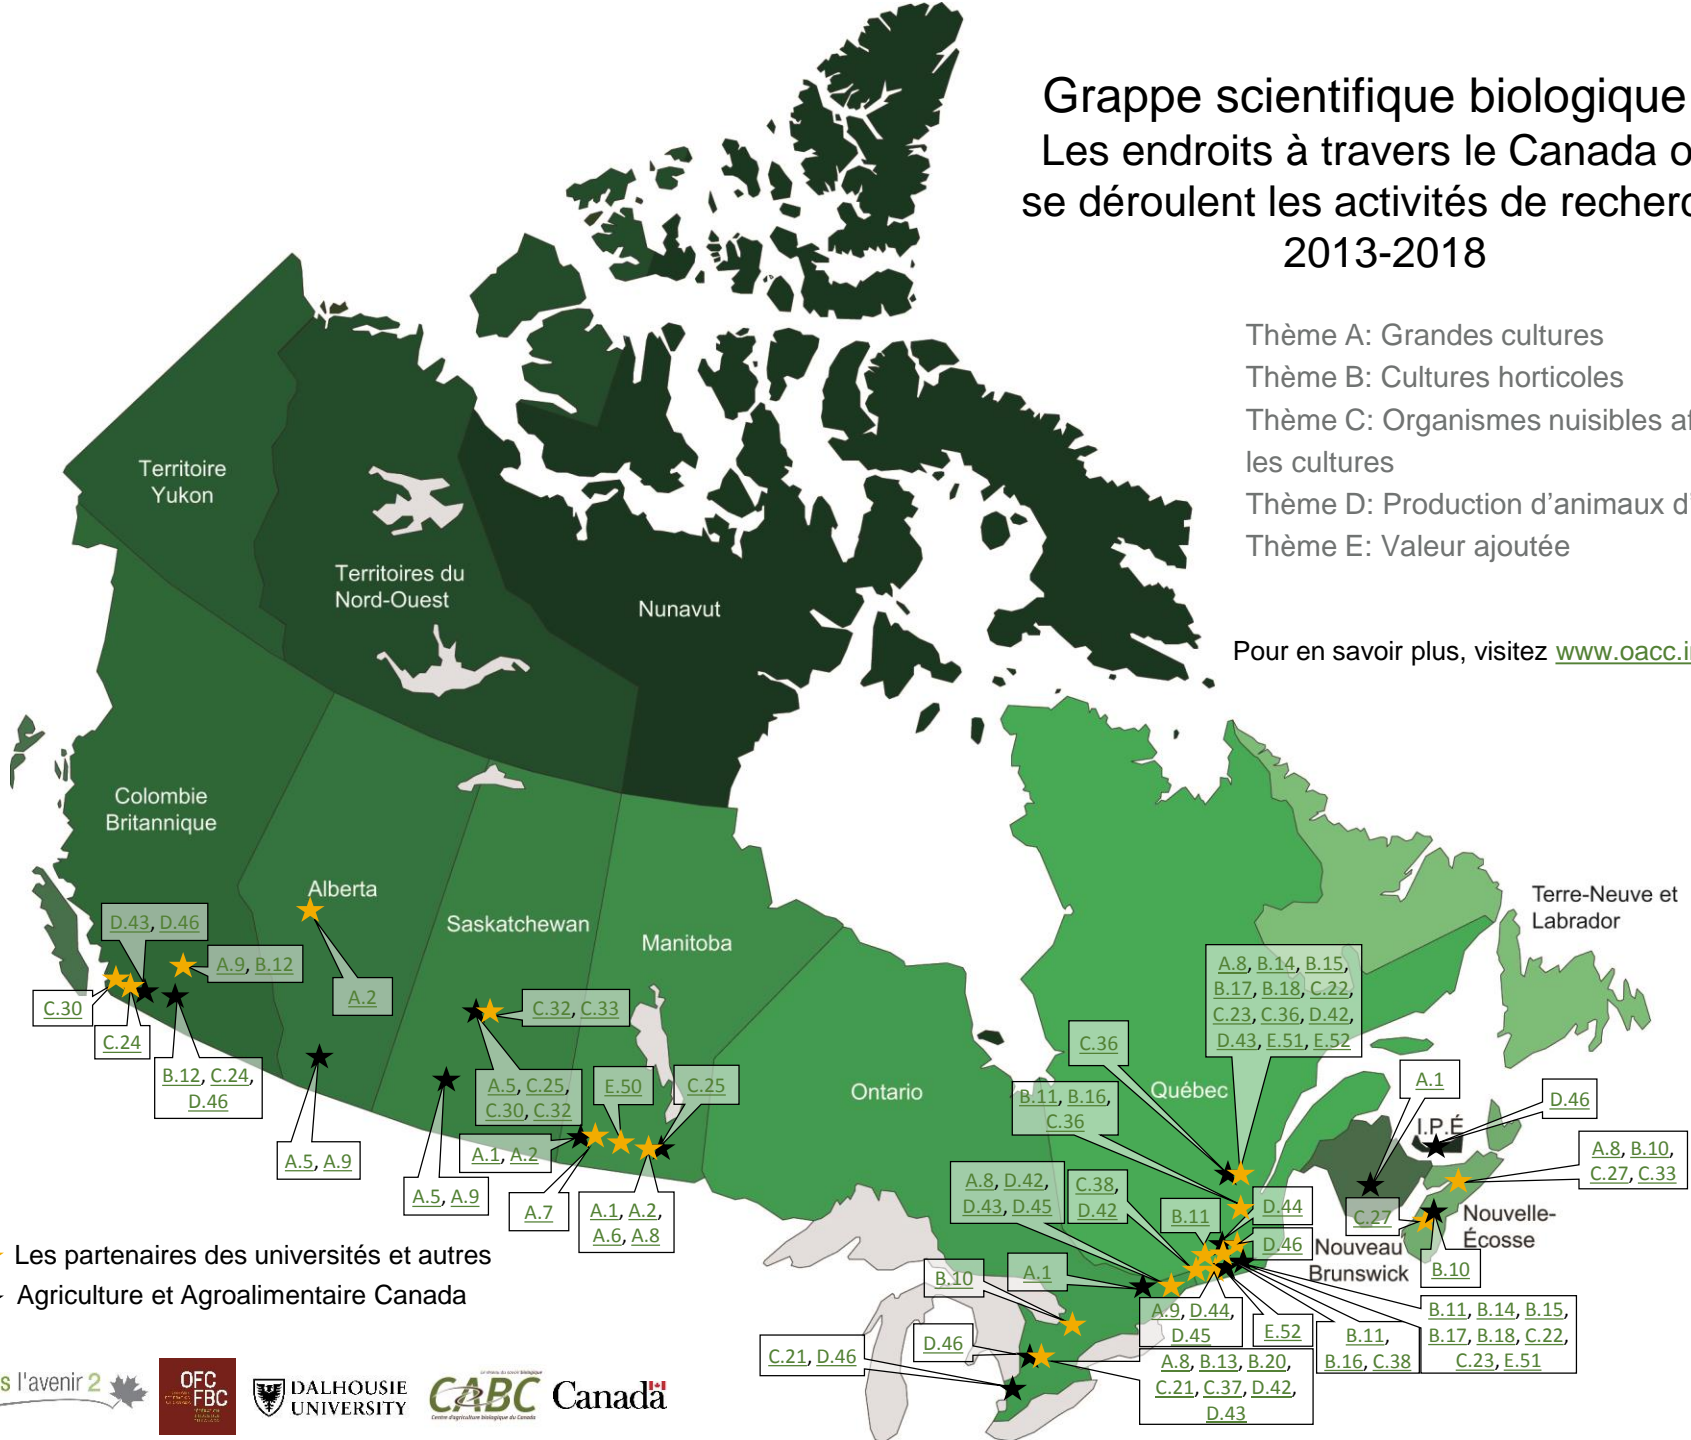 Grappe scientifique biologique
Les endroits à travers le Canada o
se déroulent les activités de recherc
2013-2018
Thème A: Grandes cultures
Thème B: Cultures horticoles
Thème C: Organismes nuisibles af
les cultures
Thème D: Production d'animaux d'
Thème E: Valeur ajoutée
Pour en savoir plus, visitez www.oacc.i
Territoire
Yukon
Territoires du
Nord-Ouest
Nunavut
Colombie
Britannique
Alberta
Saskatchewan
Manitoba
Ontario
Québec
Terre-Neuve et
Labrador
I.P.É
Nouvelle-
Écosse
Nouveau
Brunswick
D.43, D.46
A.9, B.12
C.30
C.24
B.12, C.24,
D.46
A.2
A.5, A.9
C.32, C.33
A.5, C.25,
C.30, C.32
A.5, A.9
E.50
C.25
A.1, A.2
A.7
A.1, A.2,
A.6, A.8
A.8, B.14, B.15,
B.17, B.18, C.22,
C.23, C.36, D.42,
D.43, E.51, E.52
C.36
B.11, B.16,
C.36
A.8, D.42,
D.43, D.45
C.38,
D.42
B.11
D.44
D.46
A.1
D.46
A.8, B.10,
C.27, C.33
C.27
B.10
B.10
A.1
A.9, D.44,
D.45
E.52
B.11,
B.16, C.38
B.11, B.14, B.15,
B.17, B.18, C.22,
C.23, E.51
C.21, D.46
D.46
A.8, B.13, B.20,
C.21, C.37, D.42,
D.43
Les partenaires des universités et autres
Agriculture et Agroalimentaire Canada
s l'avenir 2
OFC
FBC
DALHOUSIE
UNIVERSITY
CABC
Centre d'agriculture biologique du Canada
Canada